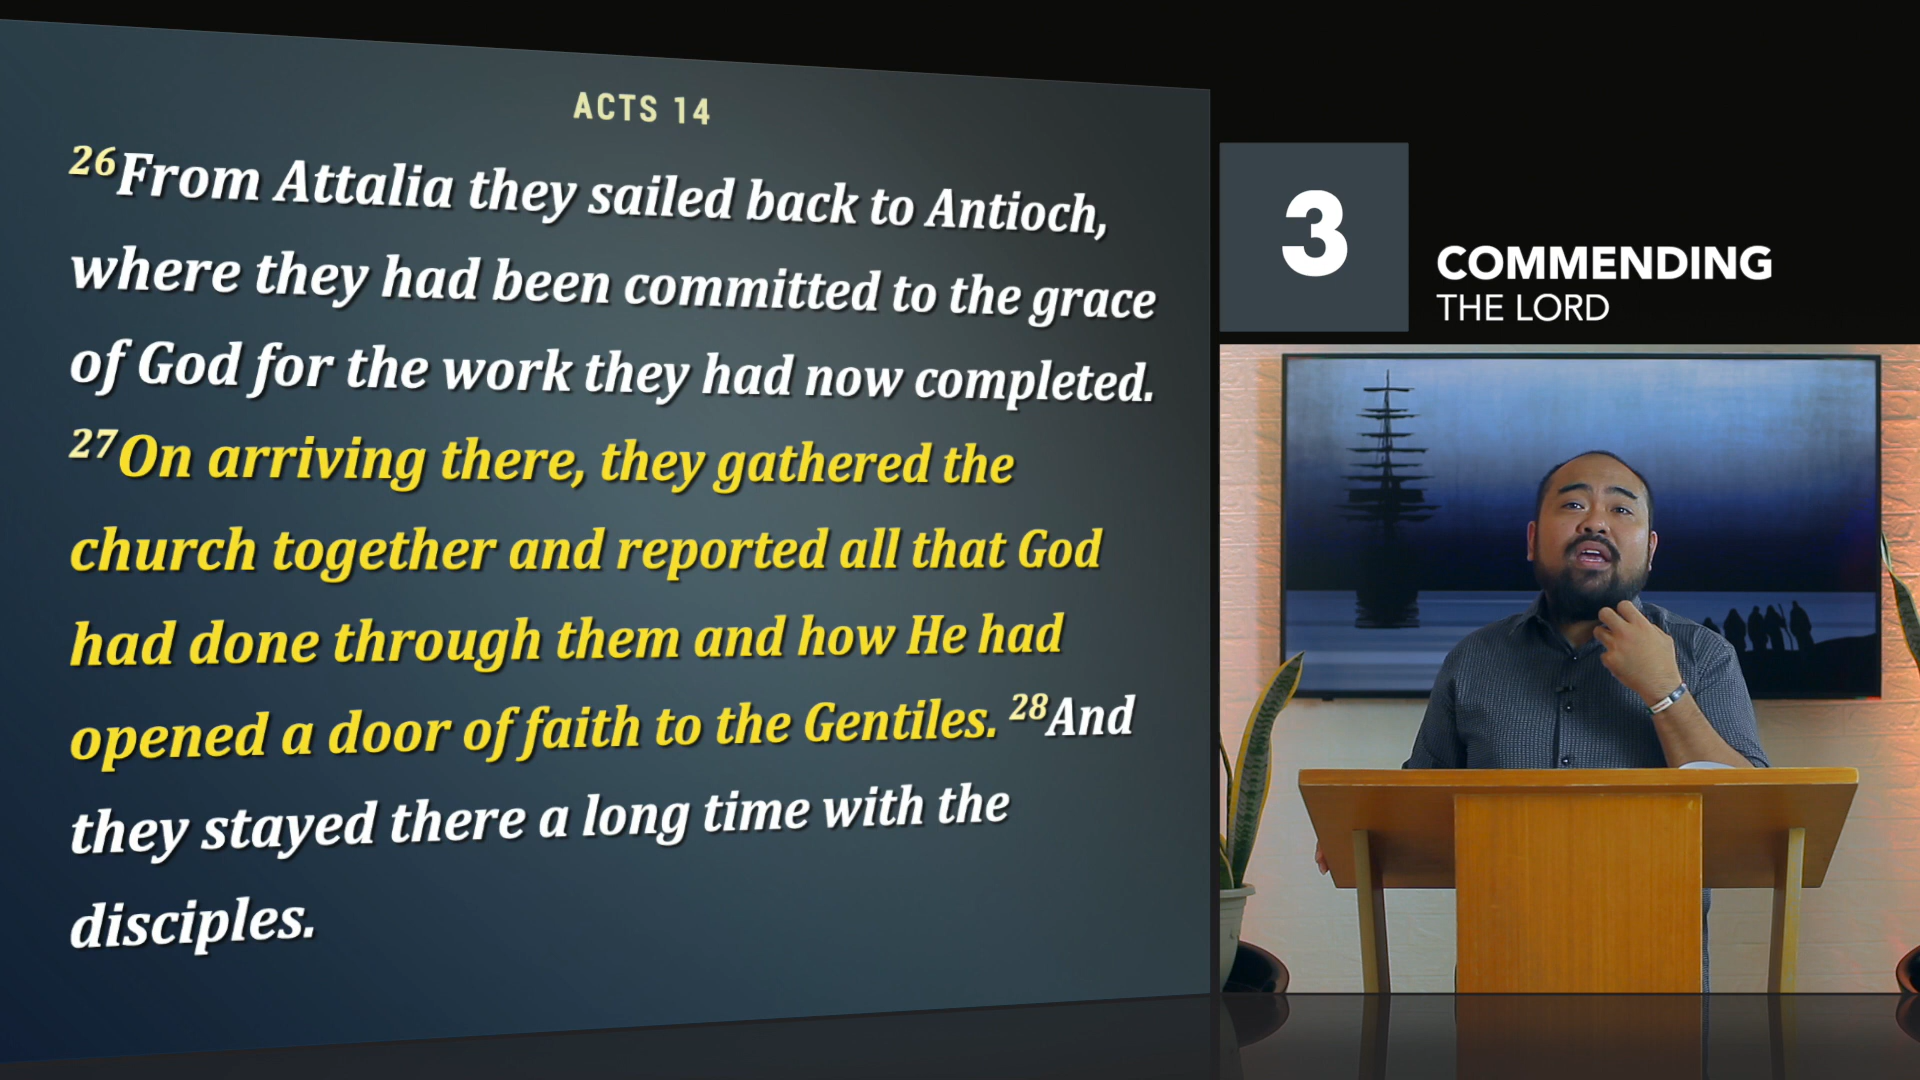 ACTS 14
26From Attalia they sailed back to Antioch,
where they had been committed to the grace
of God for the work they had now completed.
27On arriving there, they gathered the
church together and reported all that God
had done through them and how He had
opened a door of faith to the Gentiles. 28And
they stayed there a long time with the
disciples.
3
COMMENDING
THE LORD